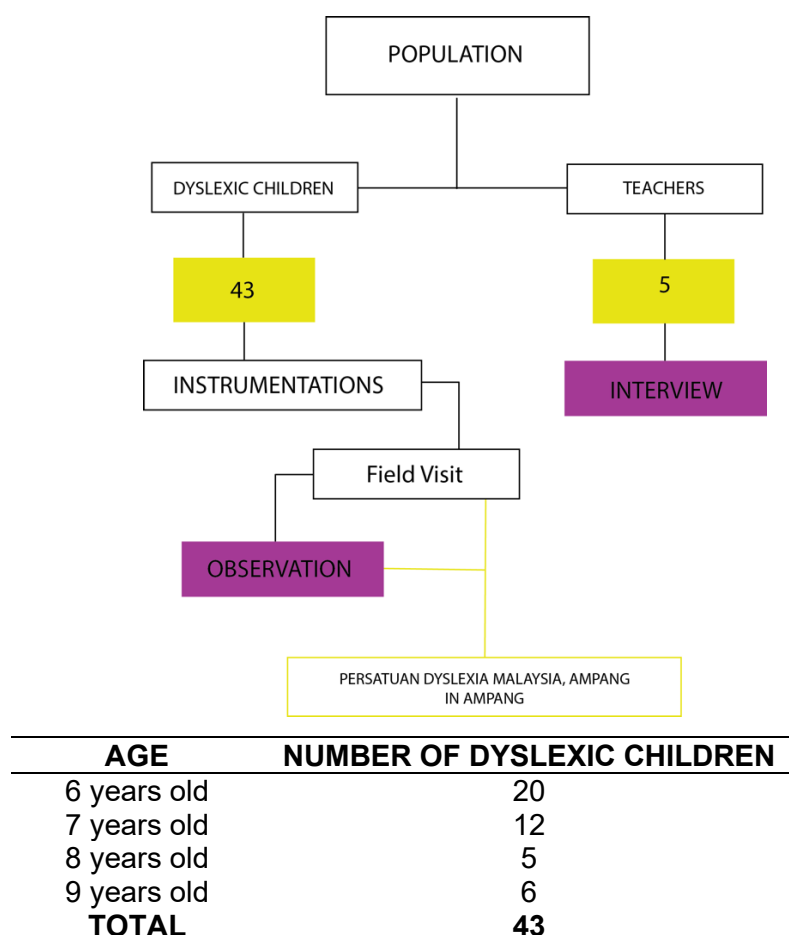 POPULATION
DYSLEXIC CHILDREN
TEACHERS
43
5
INSTRUMENTATIONS
INTERVIEW
Field Visit
OBSERVATION
PERSATUAN DYSLEXIA MALAYSIA, AMPANG
IN AMPANG
AGE NUMBER OF DYSLEXIC CHILDREN
6 years old 20
7 years old 12
8 years old 5
9 years old 6
TOTAL 43